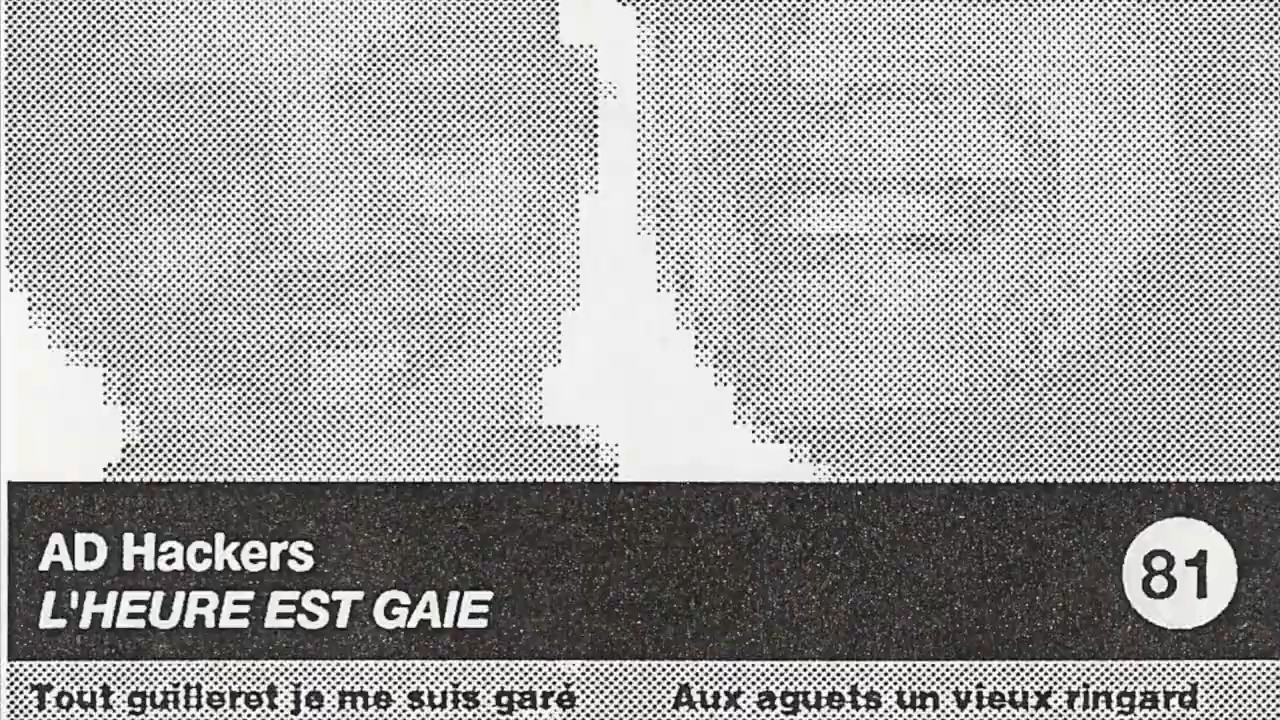 AD Hackers
L'HEURE EST GAIE
81
Tout guilleret je me suis garé
Aux aguets un vieux ringard